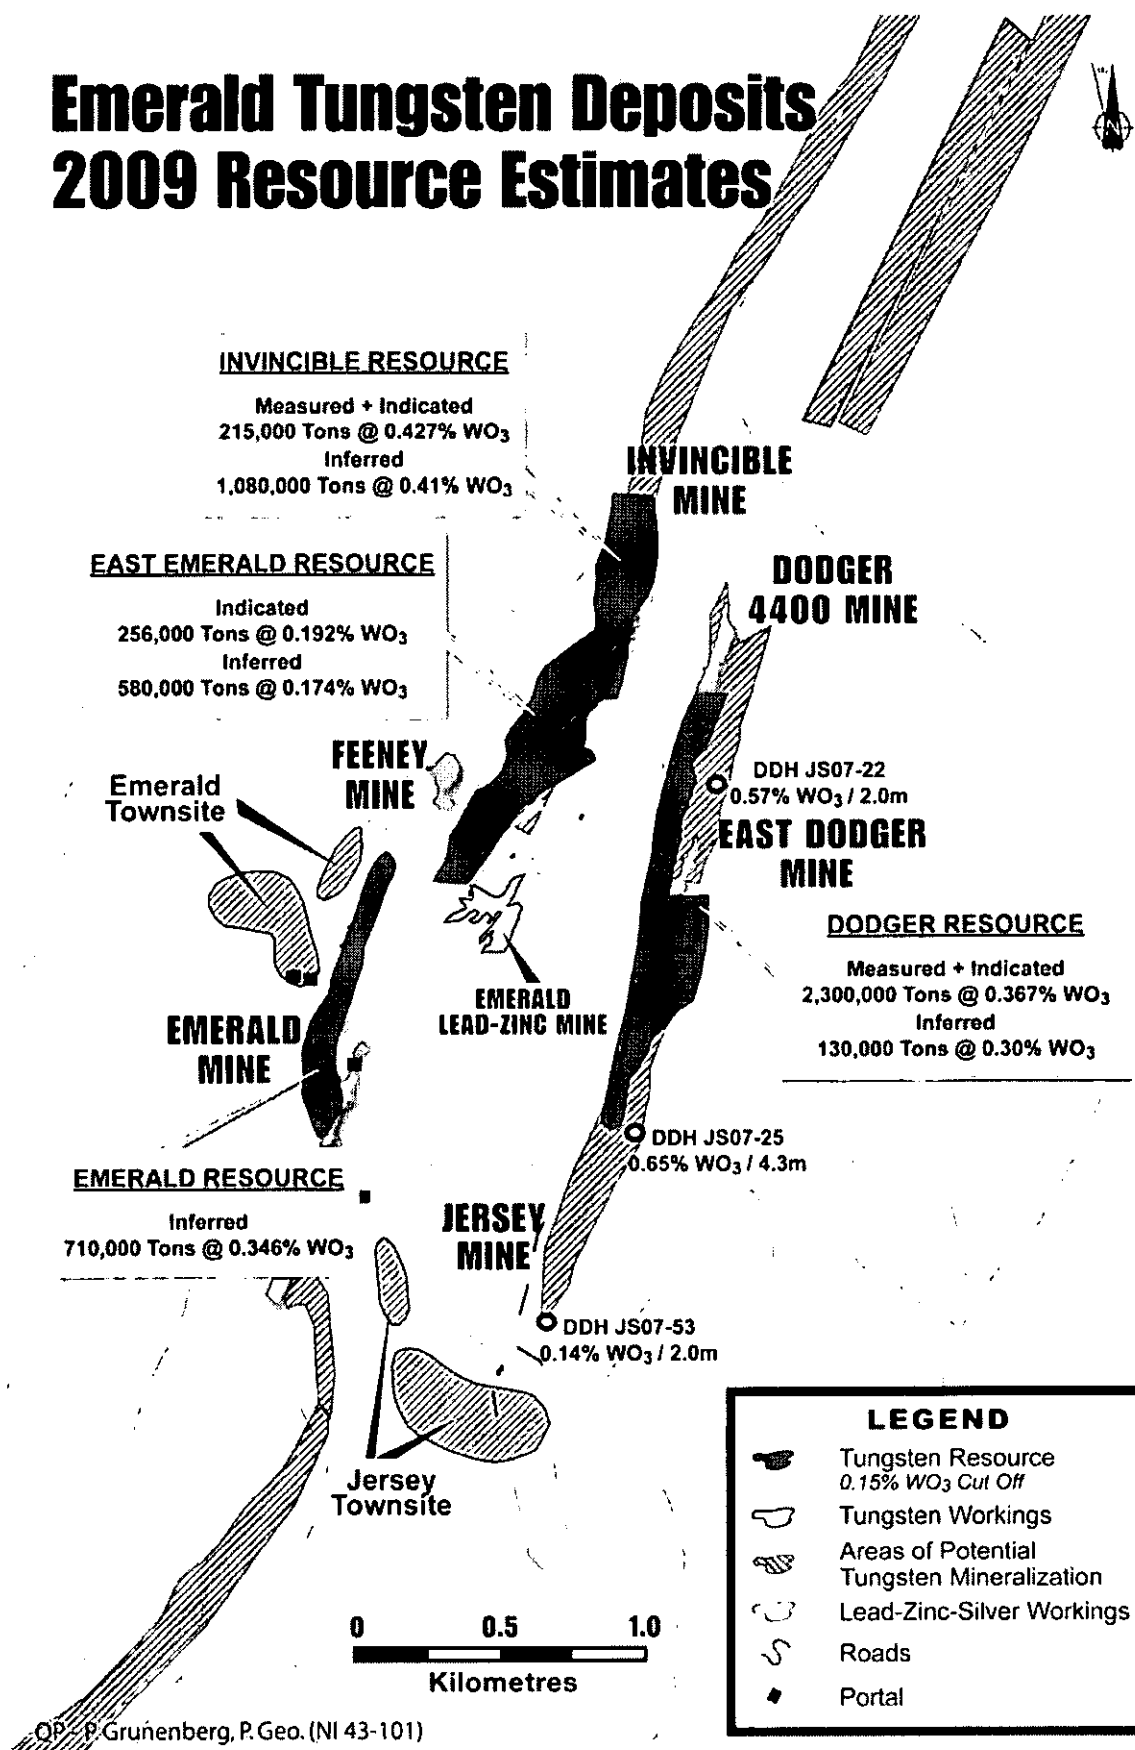 Emerald Tungsten Deposits
2009 Resource Estimates
N
INVINCIBLE RESOURCE
Measured + Indicated
215,000 Tons @ 0.427% WO3
Inferred
1,080,000 Tons @ 0.41% WO3
INVINCIBLE
MINE
EAST EMERALD RESOURCE
Indicated
256,000 Tons @ 0.192% WO3
Inferred
580,000 Tons @ 0.174% WO3
DODGER
4400 MINE
FEENEY
MINE
Emerald
Townsite
DDH JS07-22
0.57% WO3 / 2.0m
EAST DODGER
MINE
DODGER RESOURCE
Measured + Indicated
2,300,000 Tons @ 0.367% WO3
Inferred
130,000 Tons @ 0.30% WO3
EMERALD
LEAD-ZINC MINE
EMERALD
MINE
DDH JS07-25
0.65% WO3 / 4.3m
EMERALD RESOURCE
Inferred
710,000 Tons @ 0.346% WO3
JERSEY
MINE
DDH JS07-53
0.14% WO3 / 2.0m
Jersey
Townsite
LEGEND
Tungsten Resource
0.15% WO3 Cut Off
Tungsten Workings
Areas of Potential
Tungsten Mineralization
Lead-Zinc-Silver Workings
Roads
Portal
0 0.5 1.0
Kilometres
QP - P. Grunenberg, P. Geo. (NI 43-101)